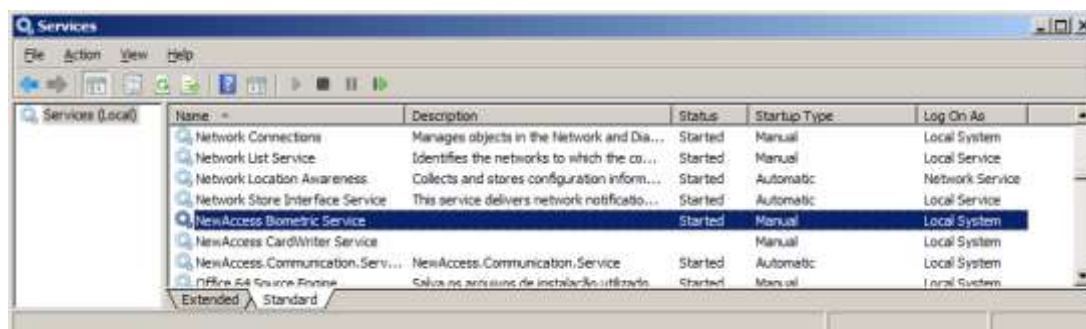 Services
File Action View Help
Services (Local)
Name Description Status Startup Type Log On As
Network Connections Manages objects in the Network and Dia... Started Manual Local System
Network List Service Identifies the networks to which the co... Started Manual Local Service
Network Location Awareness Collects and stores configuration inform... Started Automatic Network Service
Network Store Interface Service This service delivers network notificatio... Started Automatic Local Service
NewAccess Biometric Service Started Manual Local System
NewAccess CardWriter Service Manual Local System
NewAccess.Communication.Serv... NewAccess.Communication.Service Started Automatic Local System
Office 64 Source Engine Salva os arquivos de instalação utilizado Started Manual Local System
Extended Standard